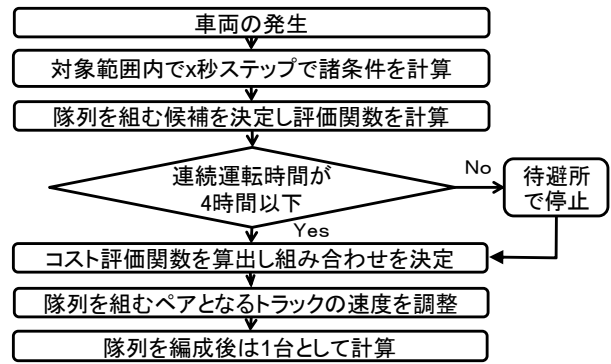 車両の発生
対象範囲内でx秒ステップで諸条件を計算
隊列を組む候補を決定し評価関数を計算
連続運転時間が
4時間以下
No
待避所
で停止
Yes
コスト評価関数を算出し組み合わせを決定
隊列を組むペアとなるトラックの速度を調整
隊列を編成後は1台として計算